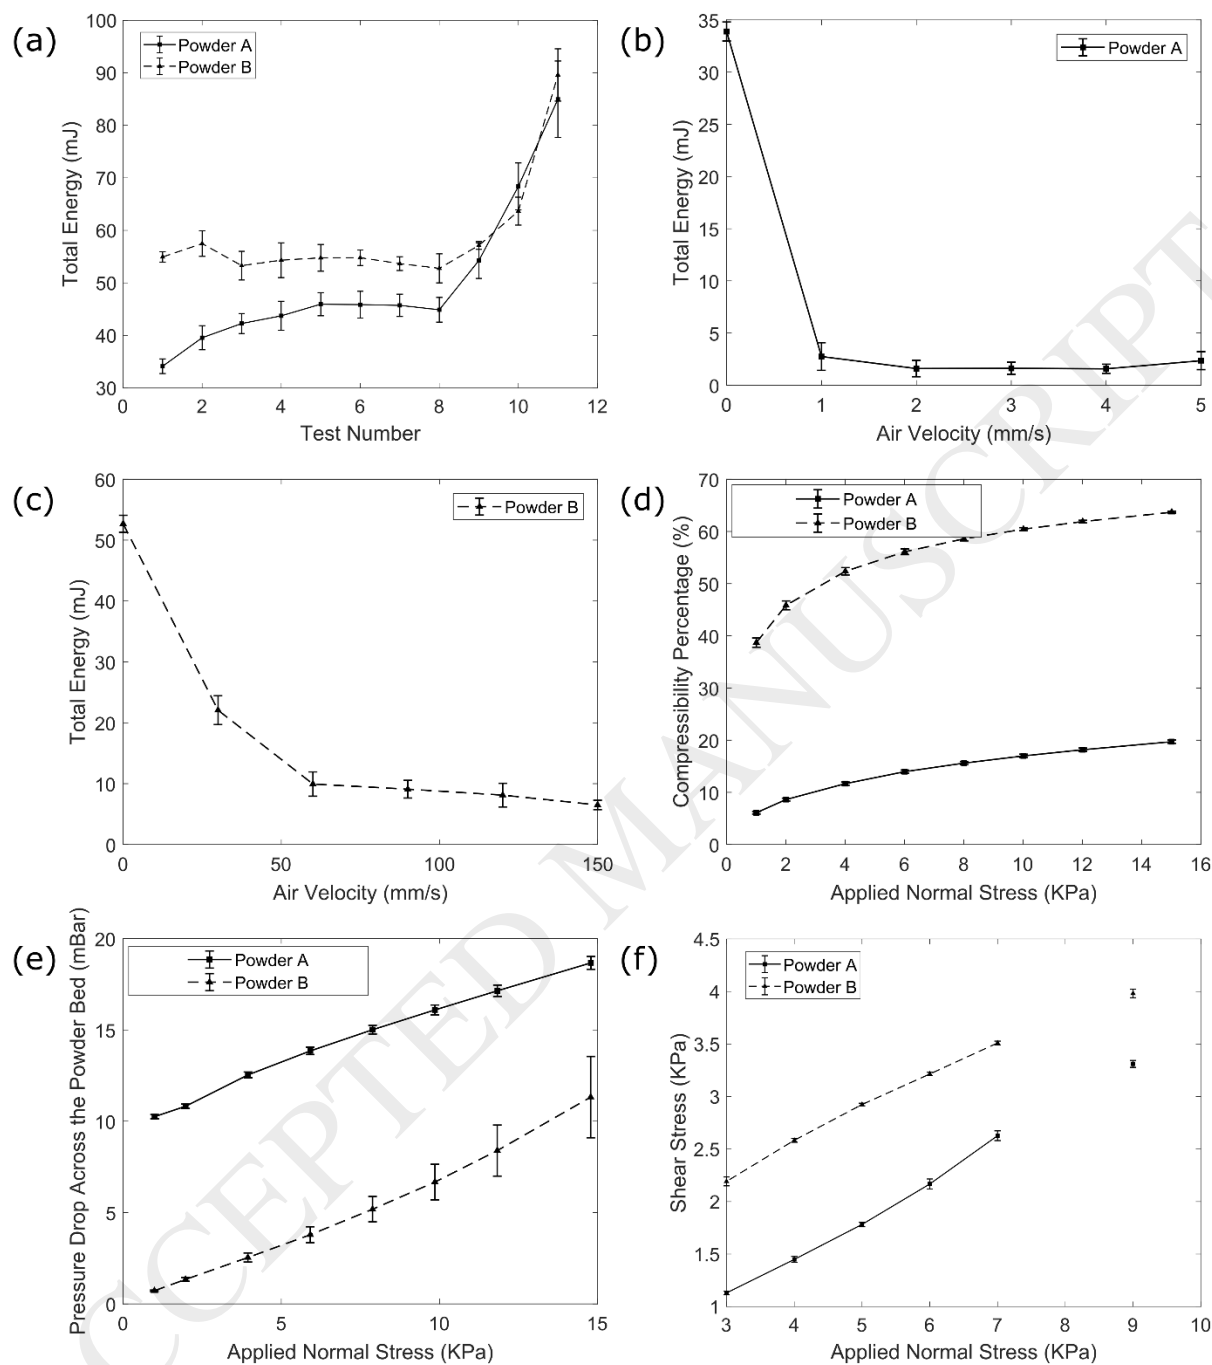 (a)
100
90
80
70
60
50
40
30
0
2
4
6
8
10
12
Total Energy (mJ)
Test Number
Powder A
Powder B
(b)
35
30
25
20
15
10
5
0
0
1
2
3
4
5
Total Energy (mJ)
Air Velocity (mm/s)
Powder A
(c)
60
50
40
30
20
10
0
0
50
100
150
Total Energy (mJ)
Air Velocity (mm/s)
Powder B
(d)
70
60
50
40
30
20
10
0
0
2
4
6
8
10
12
14
16
Compressibility Percentage (%)
Applied Normal Stress (KPa)
Powder A
Powder B
(e)
20
15
10
5
0
0
5
10
15
Pressure Drop Across the Powder Bed (mBar)
Applied Normal Stress (KPa)
Powder A
Powder B
(f)
4.5
4
3.5
3
2.5
2
1.5
1
3
4
5
6
7
8
9
10
Shear Stress (KPa)
Applied Normal Stress (KPa)
Powder A
Powder B
CCEPTED MANUSCRIPT